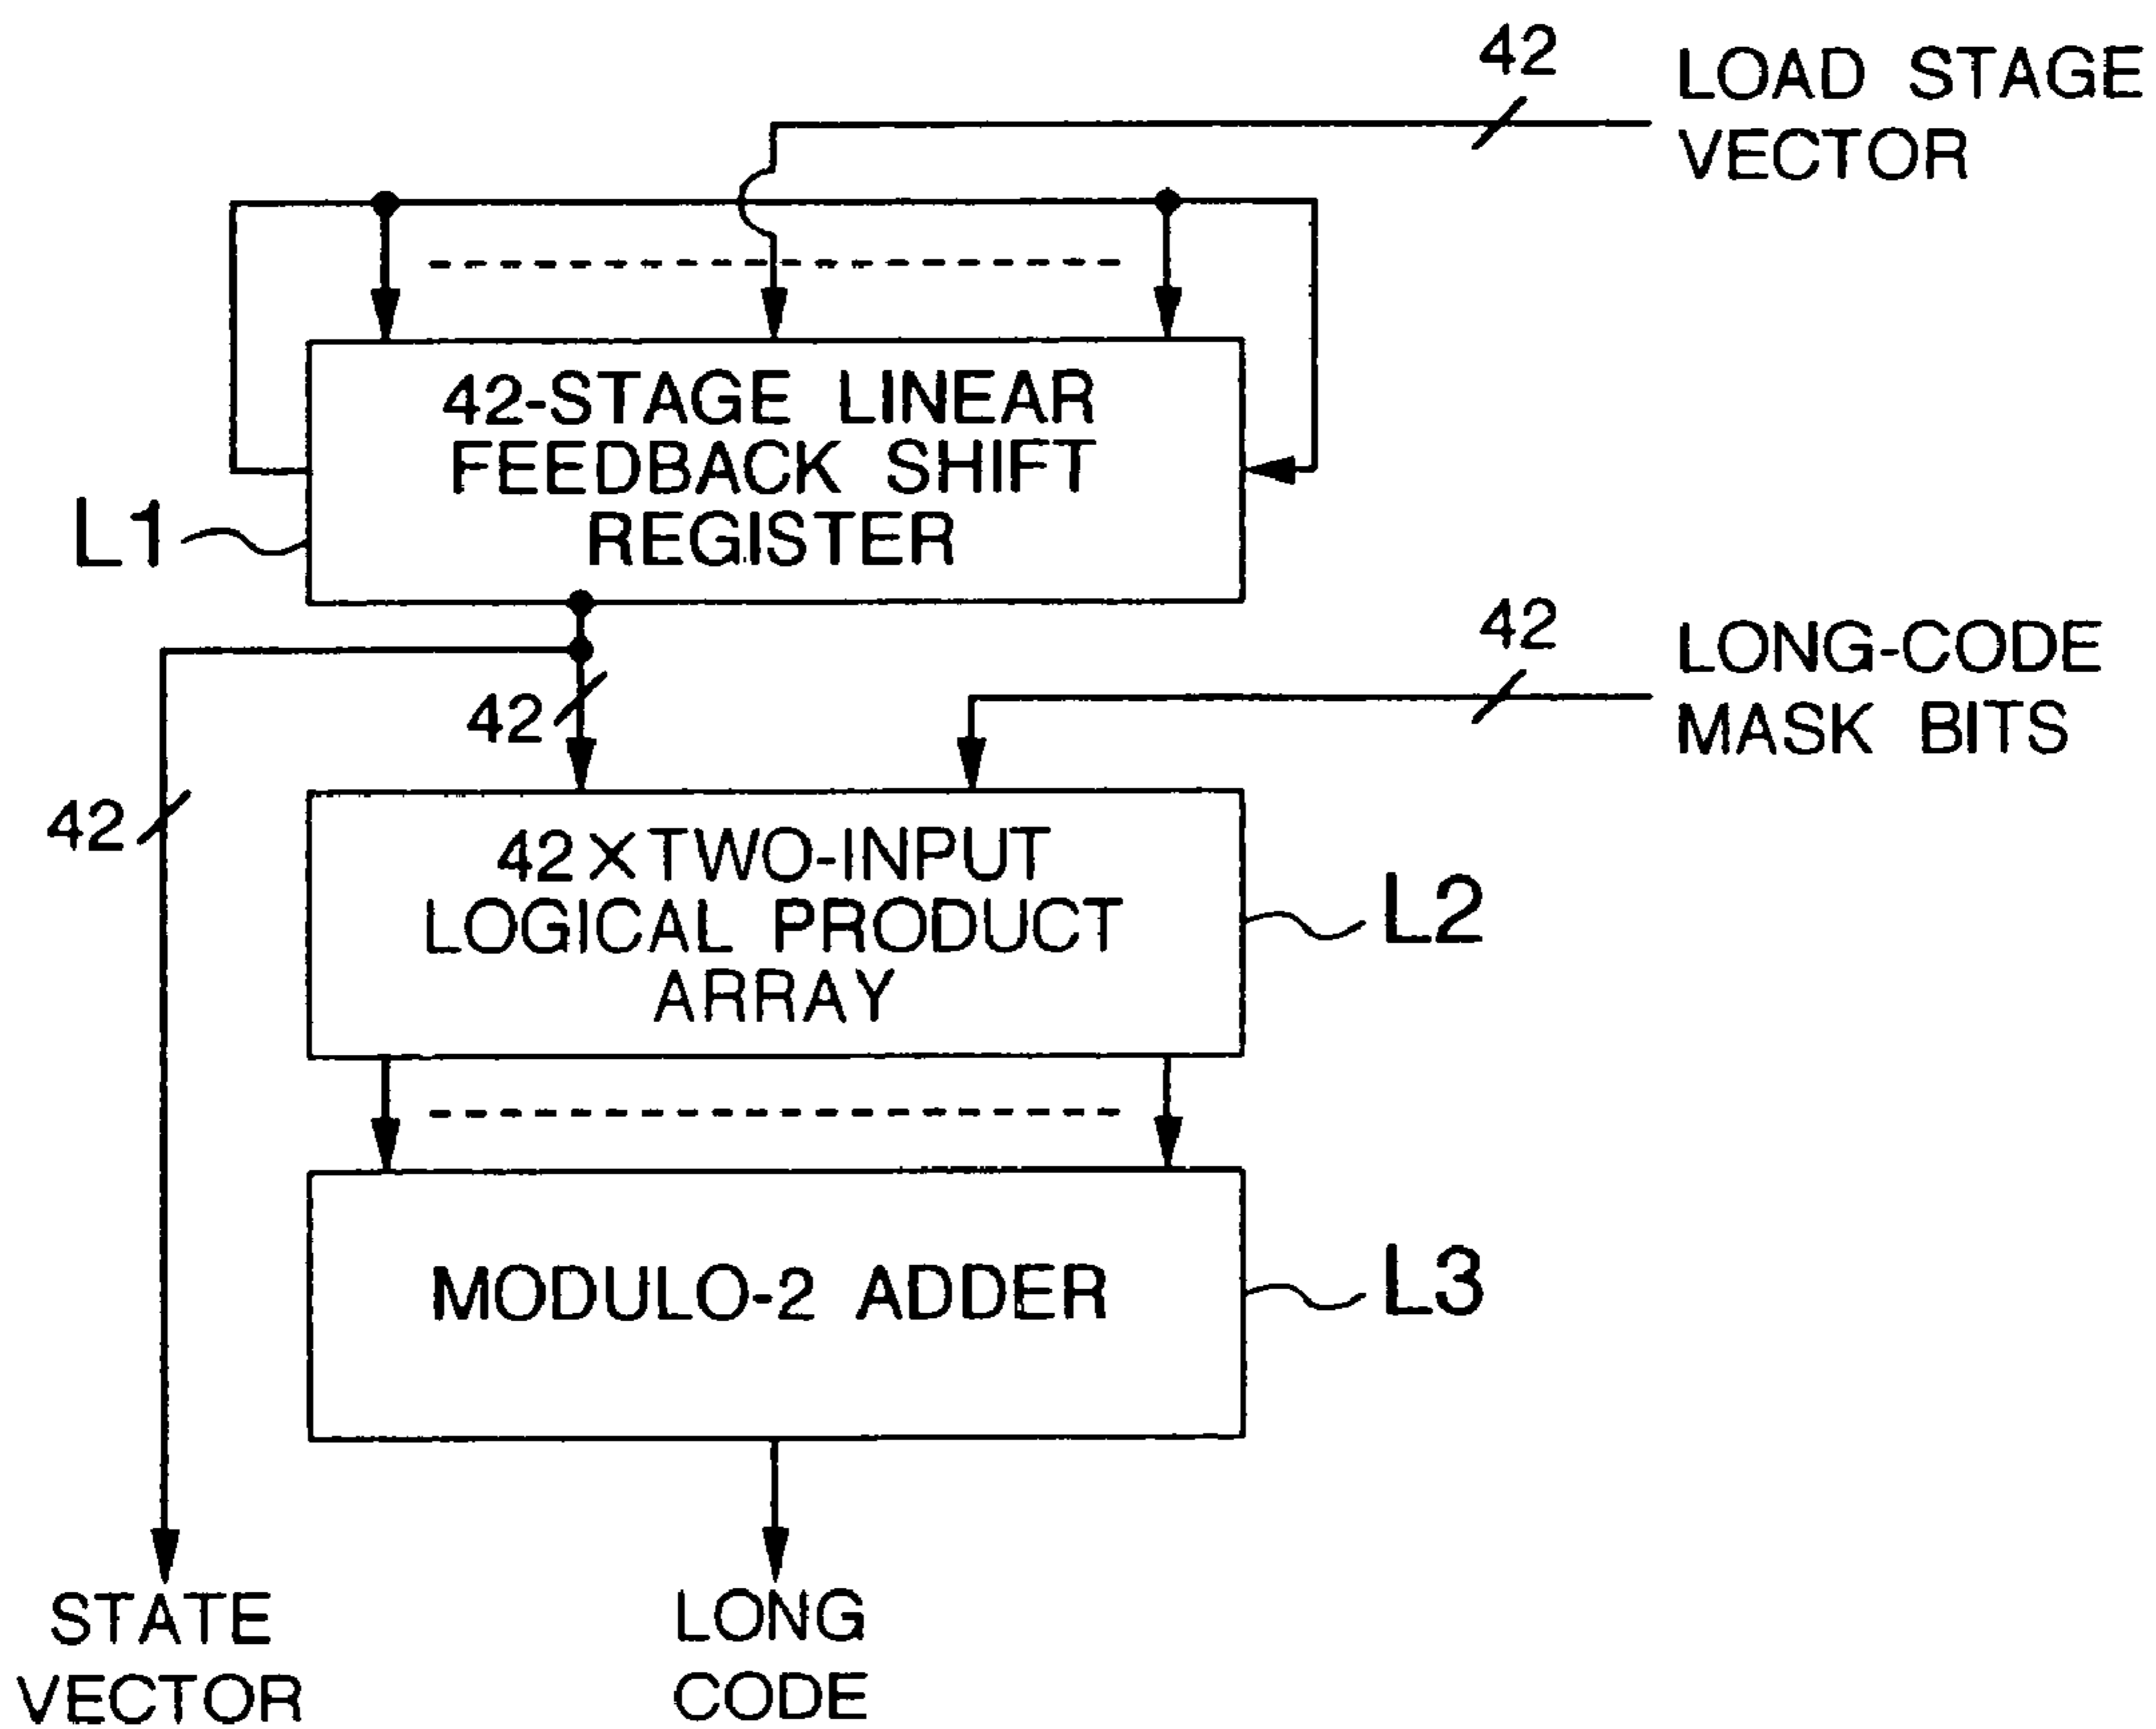 42
LOAD STAGE
VECTOR
42-STAGE LINEAR
FEEDBACK SHIFT
REGISTER
L1
42
LONG-CODE
MASK BITS
42
42
42×TWO-INPUT
LOGICAL PRODUCT
ARRAY
L2
MODULO-2 ADDER
L3
STATE
VECTOR
LONG
CODE